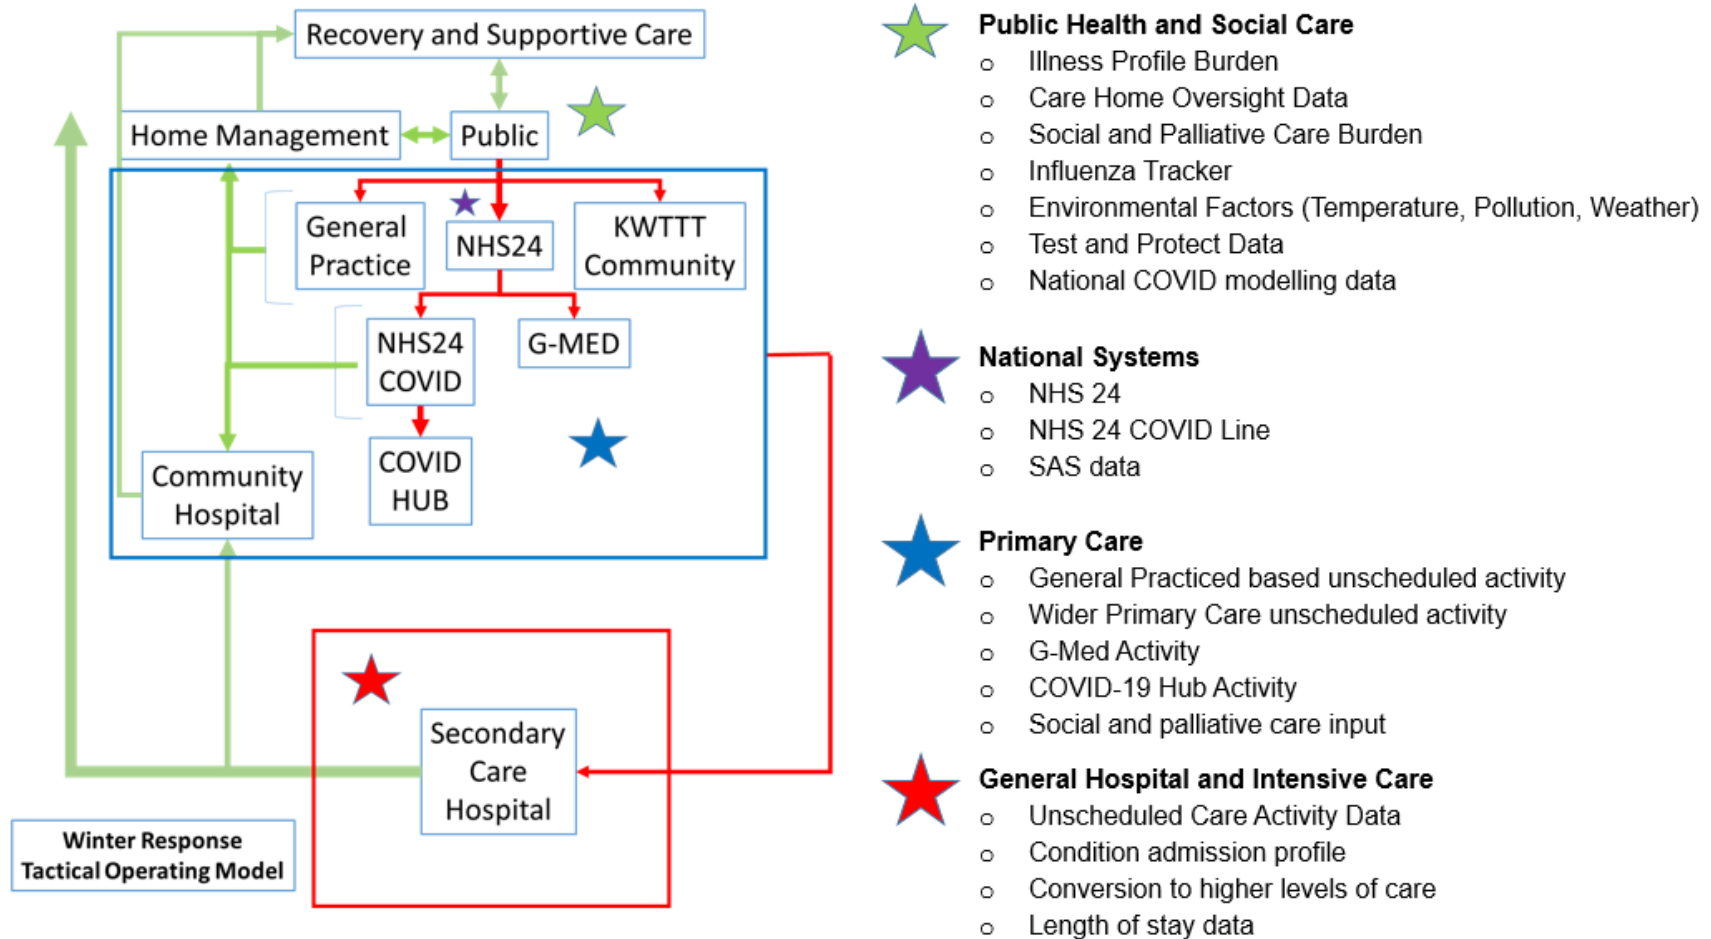 Recovery and Supportive Care
Home Management
Public
General
Practice
NHS24
KWTTT
Community
NHS24
COVID
G-MED
COVID
HUB
Community
Hospital
Secondary
Care
Hospital
Winter Response
Tactical Operating Model
Public Health and Social Care
o Illness Profile Burden
o Care Home Oversight Data
o Social and Palliative Care Burden
o Influenza Tracker
o Environmental Factors (Temperature, Pollution, Weather)
o Test and Protect Data
o National COVID modelling data
National Systems
o NHS 24
o NHS 24 COVID Line
o SAS data
Primary Care
o General Practiced based unscheduled activity
o Wider Primary Care unscheduled activity
o G-Med Activity
o COVID-19 Hub Activity
o Social and palliative care input
General Hospital and Intensive Care
o Unscheduled Care Activity Data
o Condition admission profile
o Conversion to higher levels of care
o Length of stay data